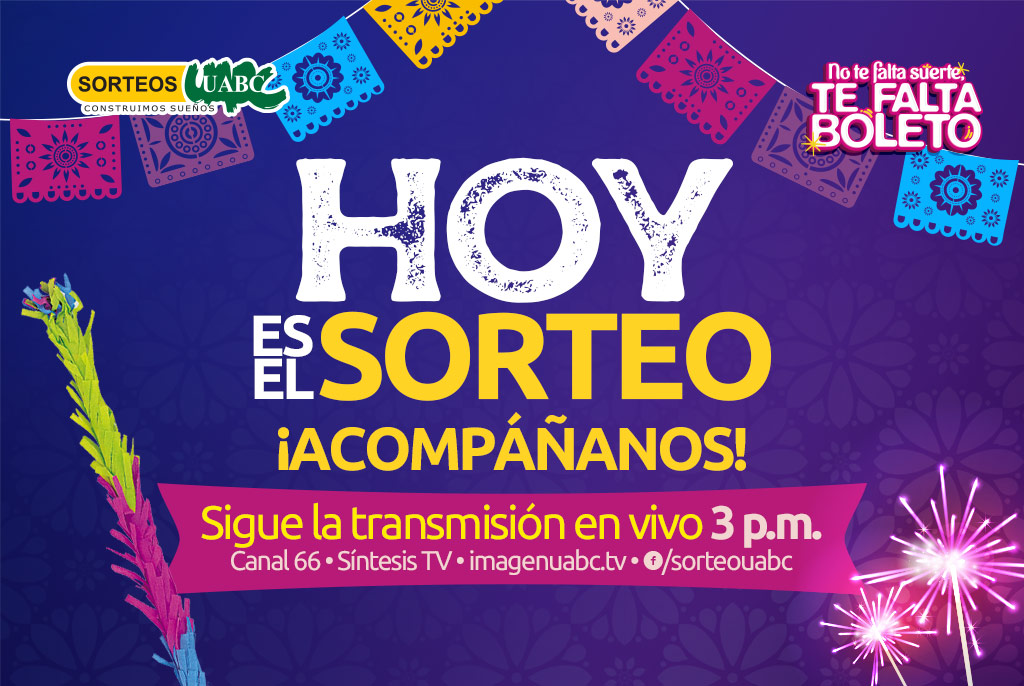 SORTEOS UABC
CONSTRUIMOS SUEÑOS
No te falta suerte,
TE FALTA
BOLETO
HOY
ES EL SORTEO
¡ACOMPÁÑANOS!
Sigue la transmisión en vivo 3 p.m.
Canal 66 • Síntesis TV • imagenuabc.tv • f/sorteouabc